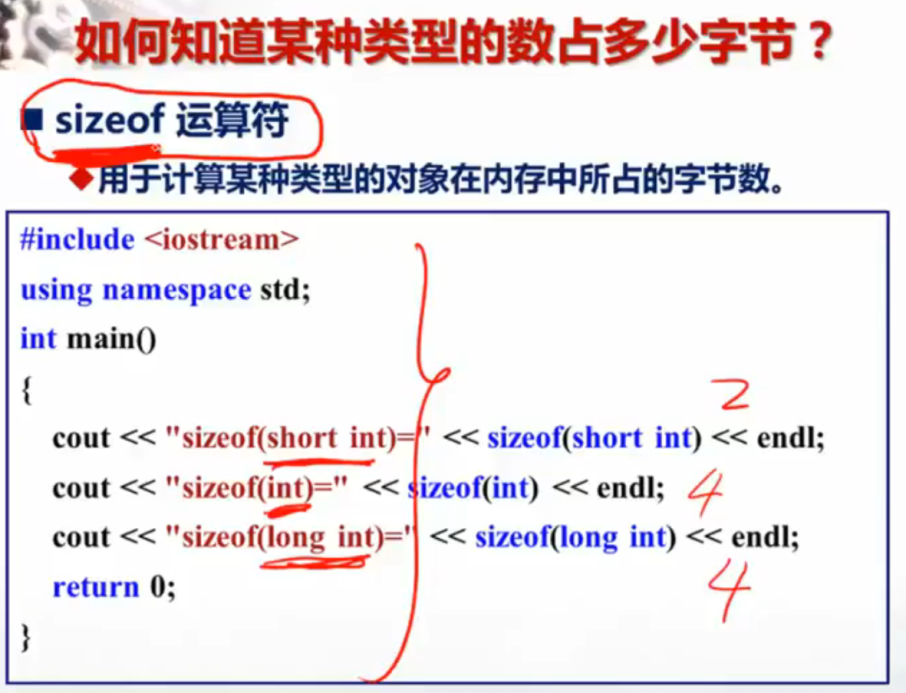 如何知道某种类型的数占多少字节？
■ sizeof 运算符
◆用于计算某种类型的对象在内存中所占的字节数。
#include <iostream>
using namespace std;
int main()
{
2
cout << "sizeof(short int)=" << sizeof(short int) << endl;
cout << "sizeof(int)=" << sizeof(int) << endl; 4
cout << "sizeof(long int)=" << sizeof(long int) << endl;
return 0; 4
}